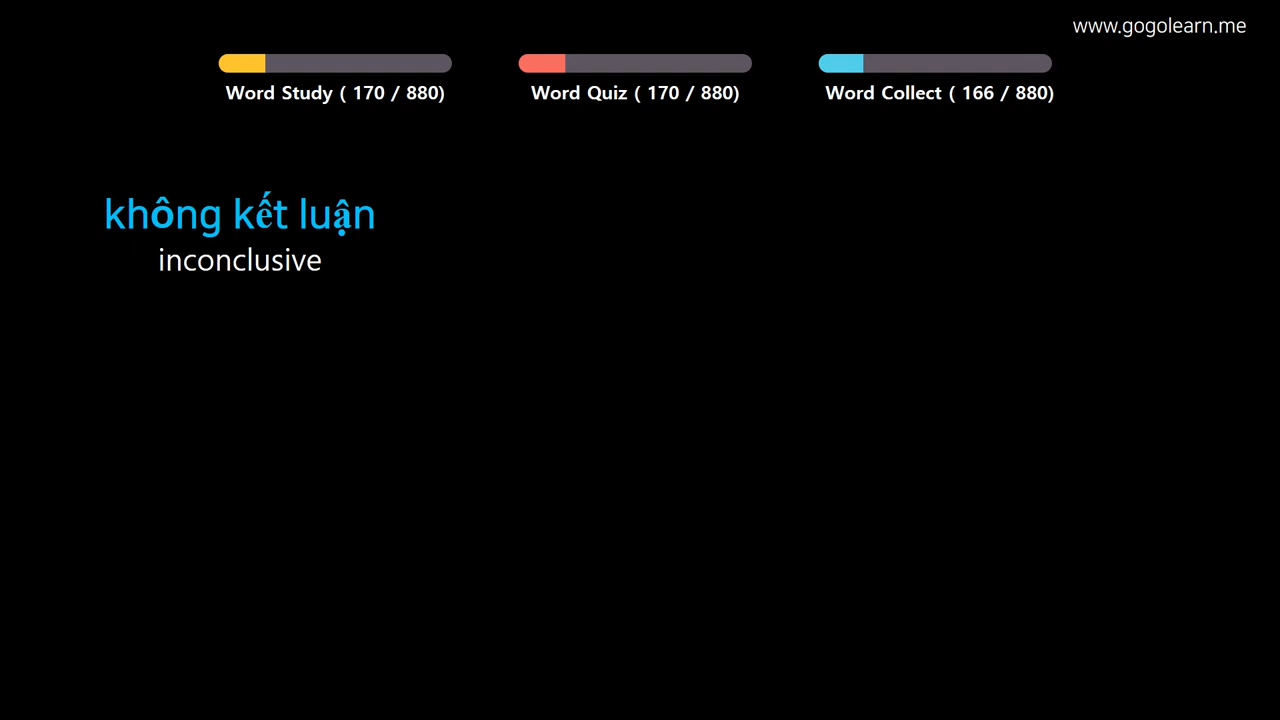 www.gogolearn.me
Word Study ( 170 / 880)
Word Quiz ( 170 / 880)
Word Collect ( 166 / 880)
không kết luận
inconclusive